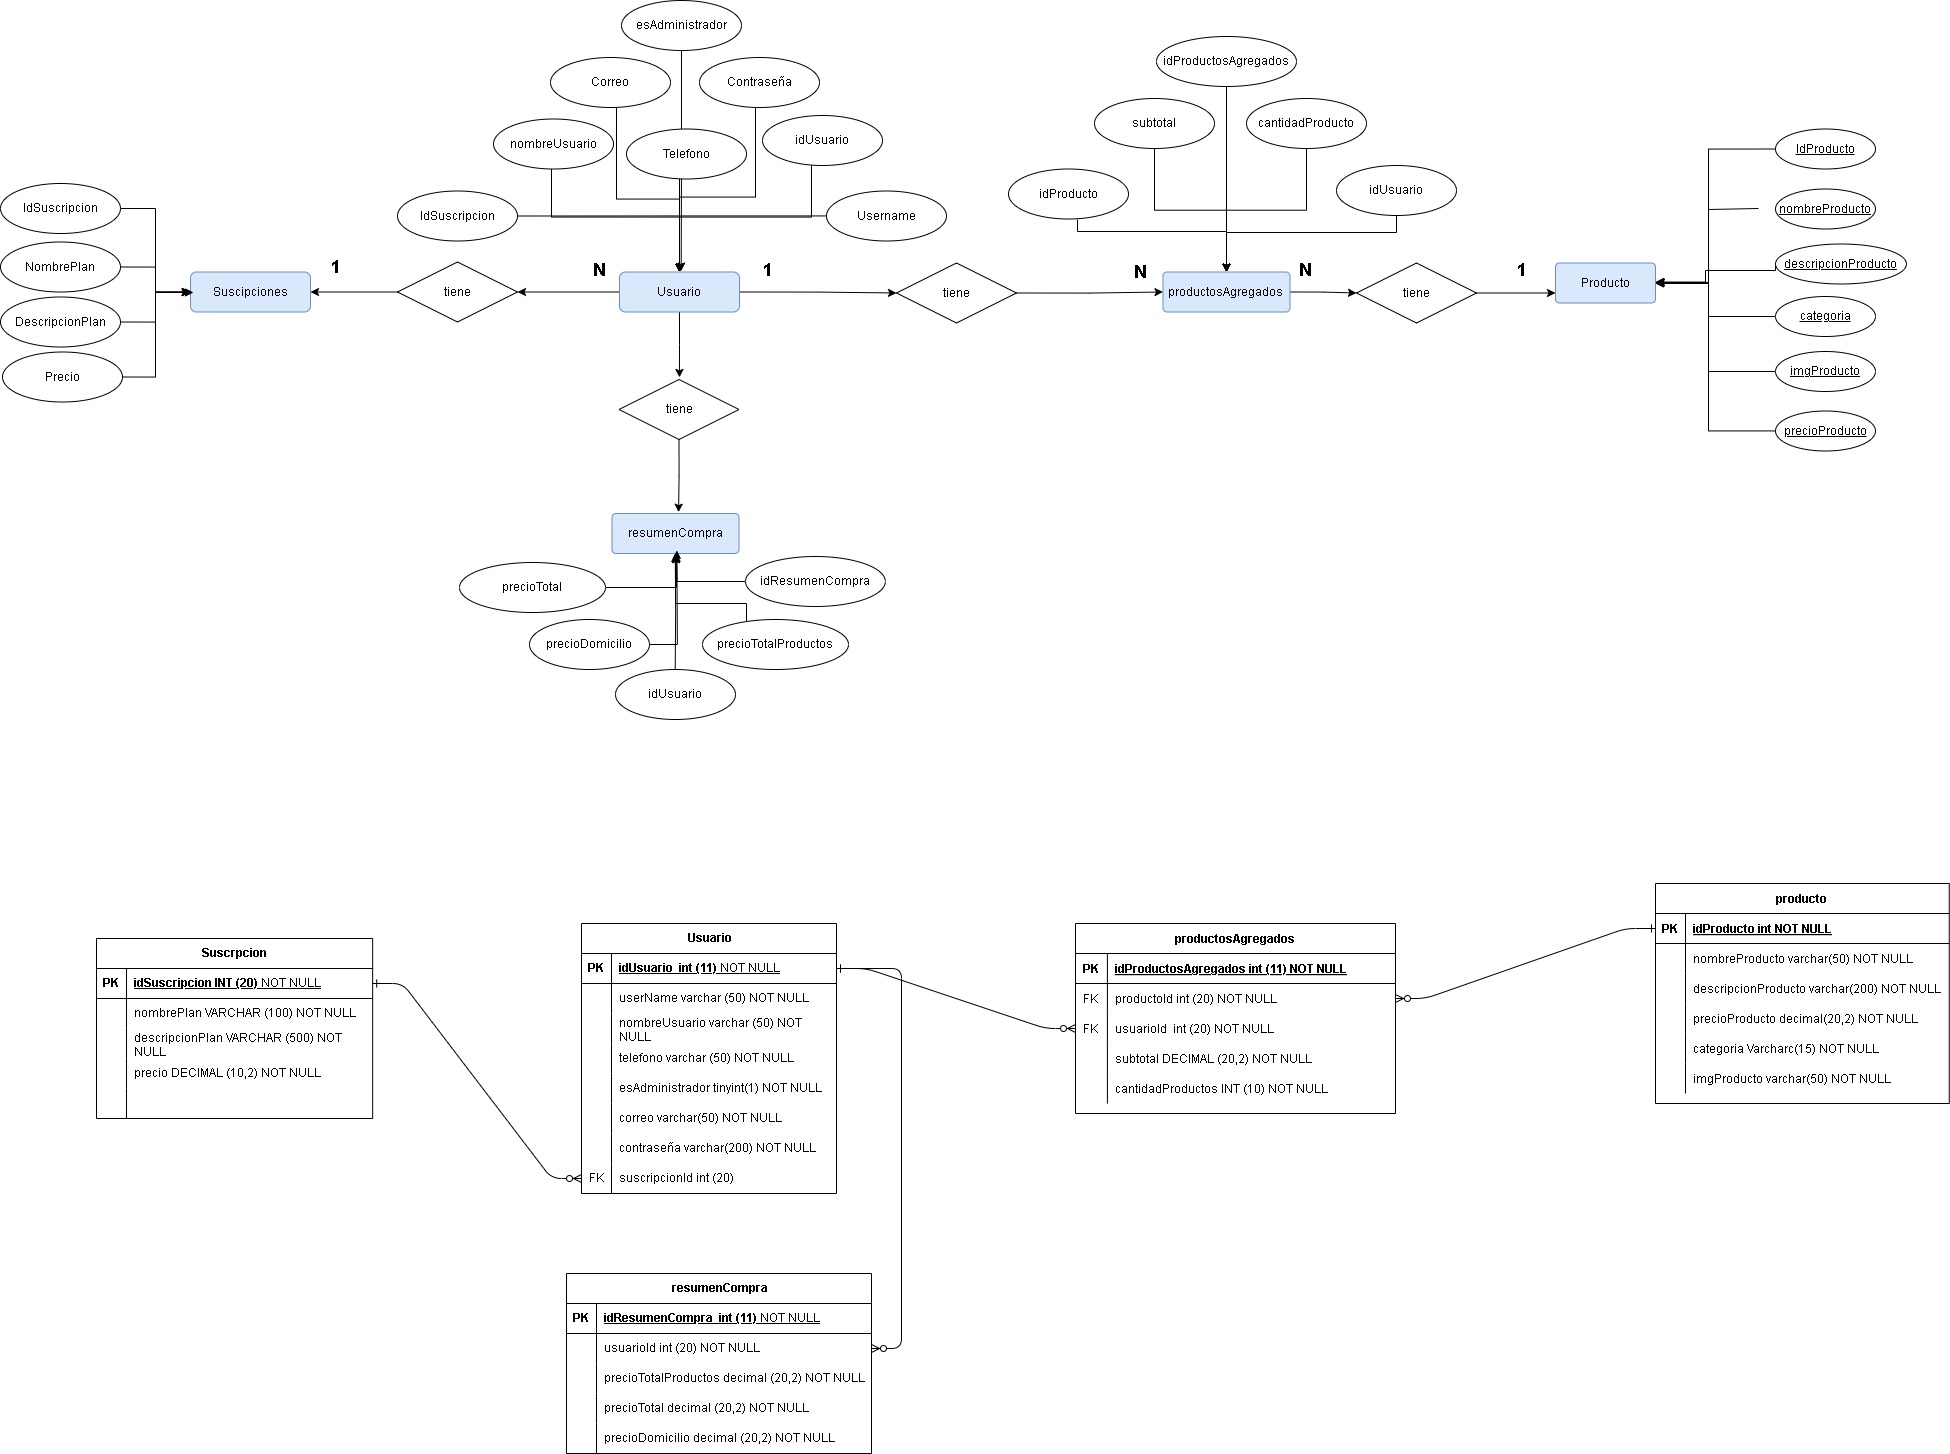 esAdministrador
Correo
Contraseña
nombreUsuario
Telefono
idUsuario
IdSuscripcion
Username
idProductosAgregados
subtotal
cantidadProducto
idProducto
idUsuario
IdProducto
nombreProducto
descripcionProducto
categoria
imgProducto
precioProducto
IdSuscripcion
NombrePlan
DescripcionPlan
Precio
Suscipciones
1
tiene
N
Usuario
1
tiene
N
productosAgregados
N
tiene
1
Producto
tiene
resumenCompra
precioTotal
idResumenCompra
precioDomicilio
precioTotalProductos
idUsuario
Suscrpcion
PK
idSuscripcion INT (20) NOT NULL
nombrePlan VARCHAR (100) NOT NULL
descripcionPlan VARCHAR (500) NOT
NULL
precio DECIMAL (10,2) NOT NULL
Usuario
PK
idUsuario int (11) NOT NULL
userName varchar (50) NOT NULL
nombreUsuario varchar (50) NOT
NULL
telefono varchar (50) NOT NULL
esAdministrador tinyint(1) NOT NULL
correo varchar(50) NOT NULL
contraseña varchar(200) NOT NULL
FK
suscripcionId int (20)
productosAgregados
PK
idProductosAgregados int (11) NOT NULL
FK
productoId int (20) NOT NULL
FK
usuarioId int (20) NOT NULL
subtotal DECIMAL (20,2) NOT NULL
cantidadProductos INT (10) NOT NULL
producto
PK
idProducto int NOT NULL
nombreProducto varchar(50) NOT NULL
descripcionProducto varchar(200) NOT NULL
precioProducto decimal(20,2) NOT NULL
categoria Varcharc(15) NOT NULL
imgProducto varchar(50) NOT NULL
resumenCompra
PK
idResumenCompra int (11) NOT NULL
usuarioId int (20) NOT NULL
precioTotalProductos decimal (20,2) NOT NULL
precioTotal decimal (20,2) NOT NULL
precioDomicilio decimal (20,2) NOT NULL